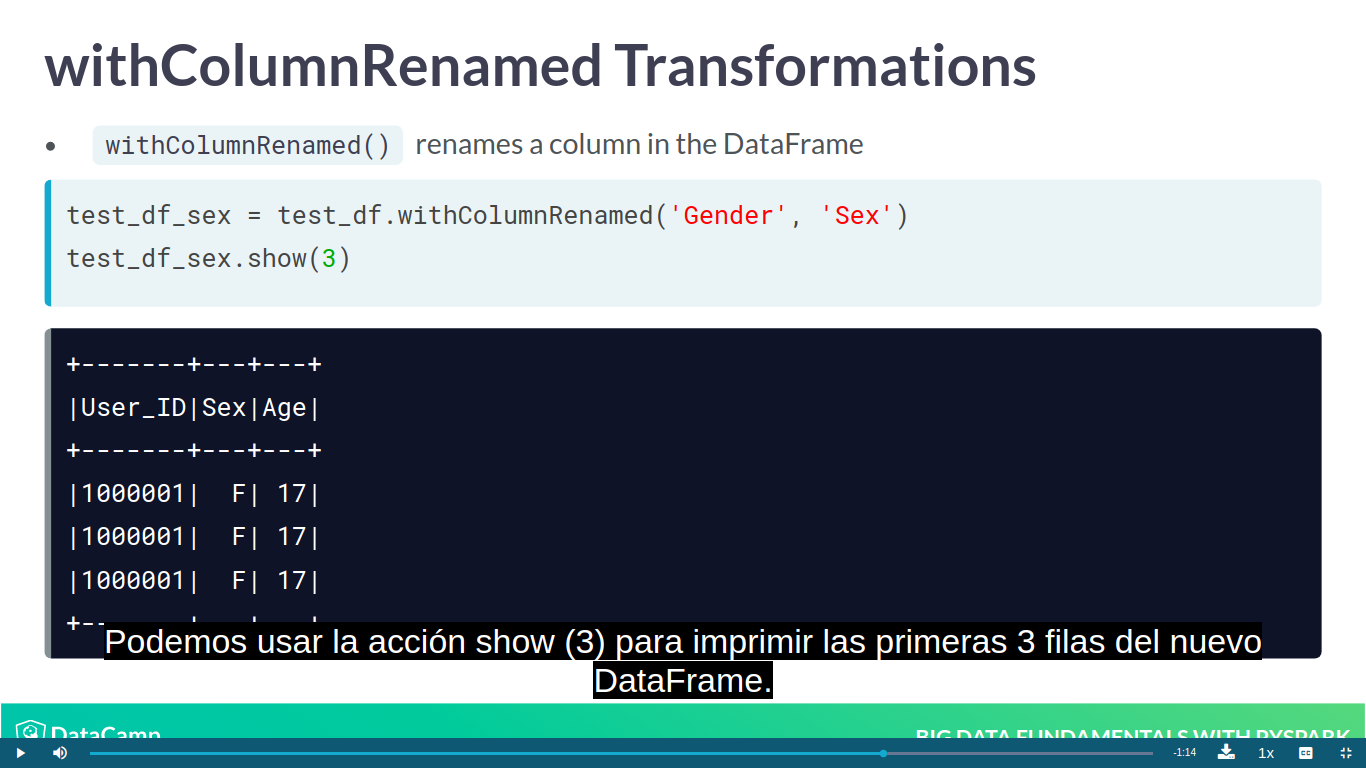 withColumnRenamed Transformations
• withColumnRenamed() renames a column in the DataFrame
test_df_sex = test_df.withColumnRenamed('Gender', 'Sex')
test_df_sex.show(3)
+-------+---+---+
|User_ID|Sex|Age|
+-------+---+---+
|1000001|  F| 17|
|1000001|  F| 17|
|1000001|  F| 17|
Podemos usar la acción show (3) para imprimir las primeras 3 filas del nuevo
DataFrame.
DataCamp BIG DATA FUNDAMENTALS WITH PYSPARK
-1:14 1x CC